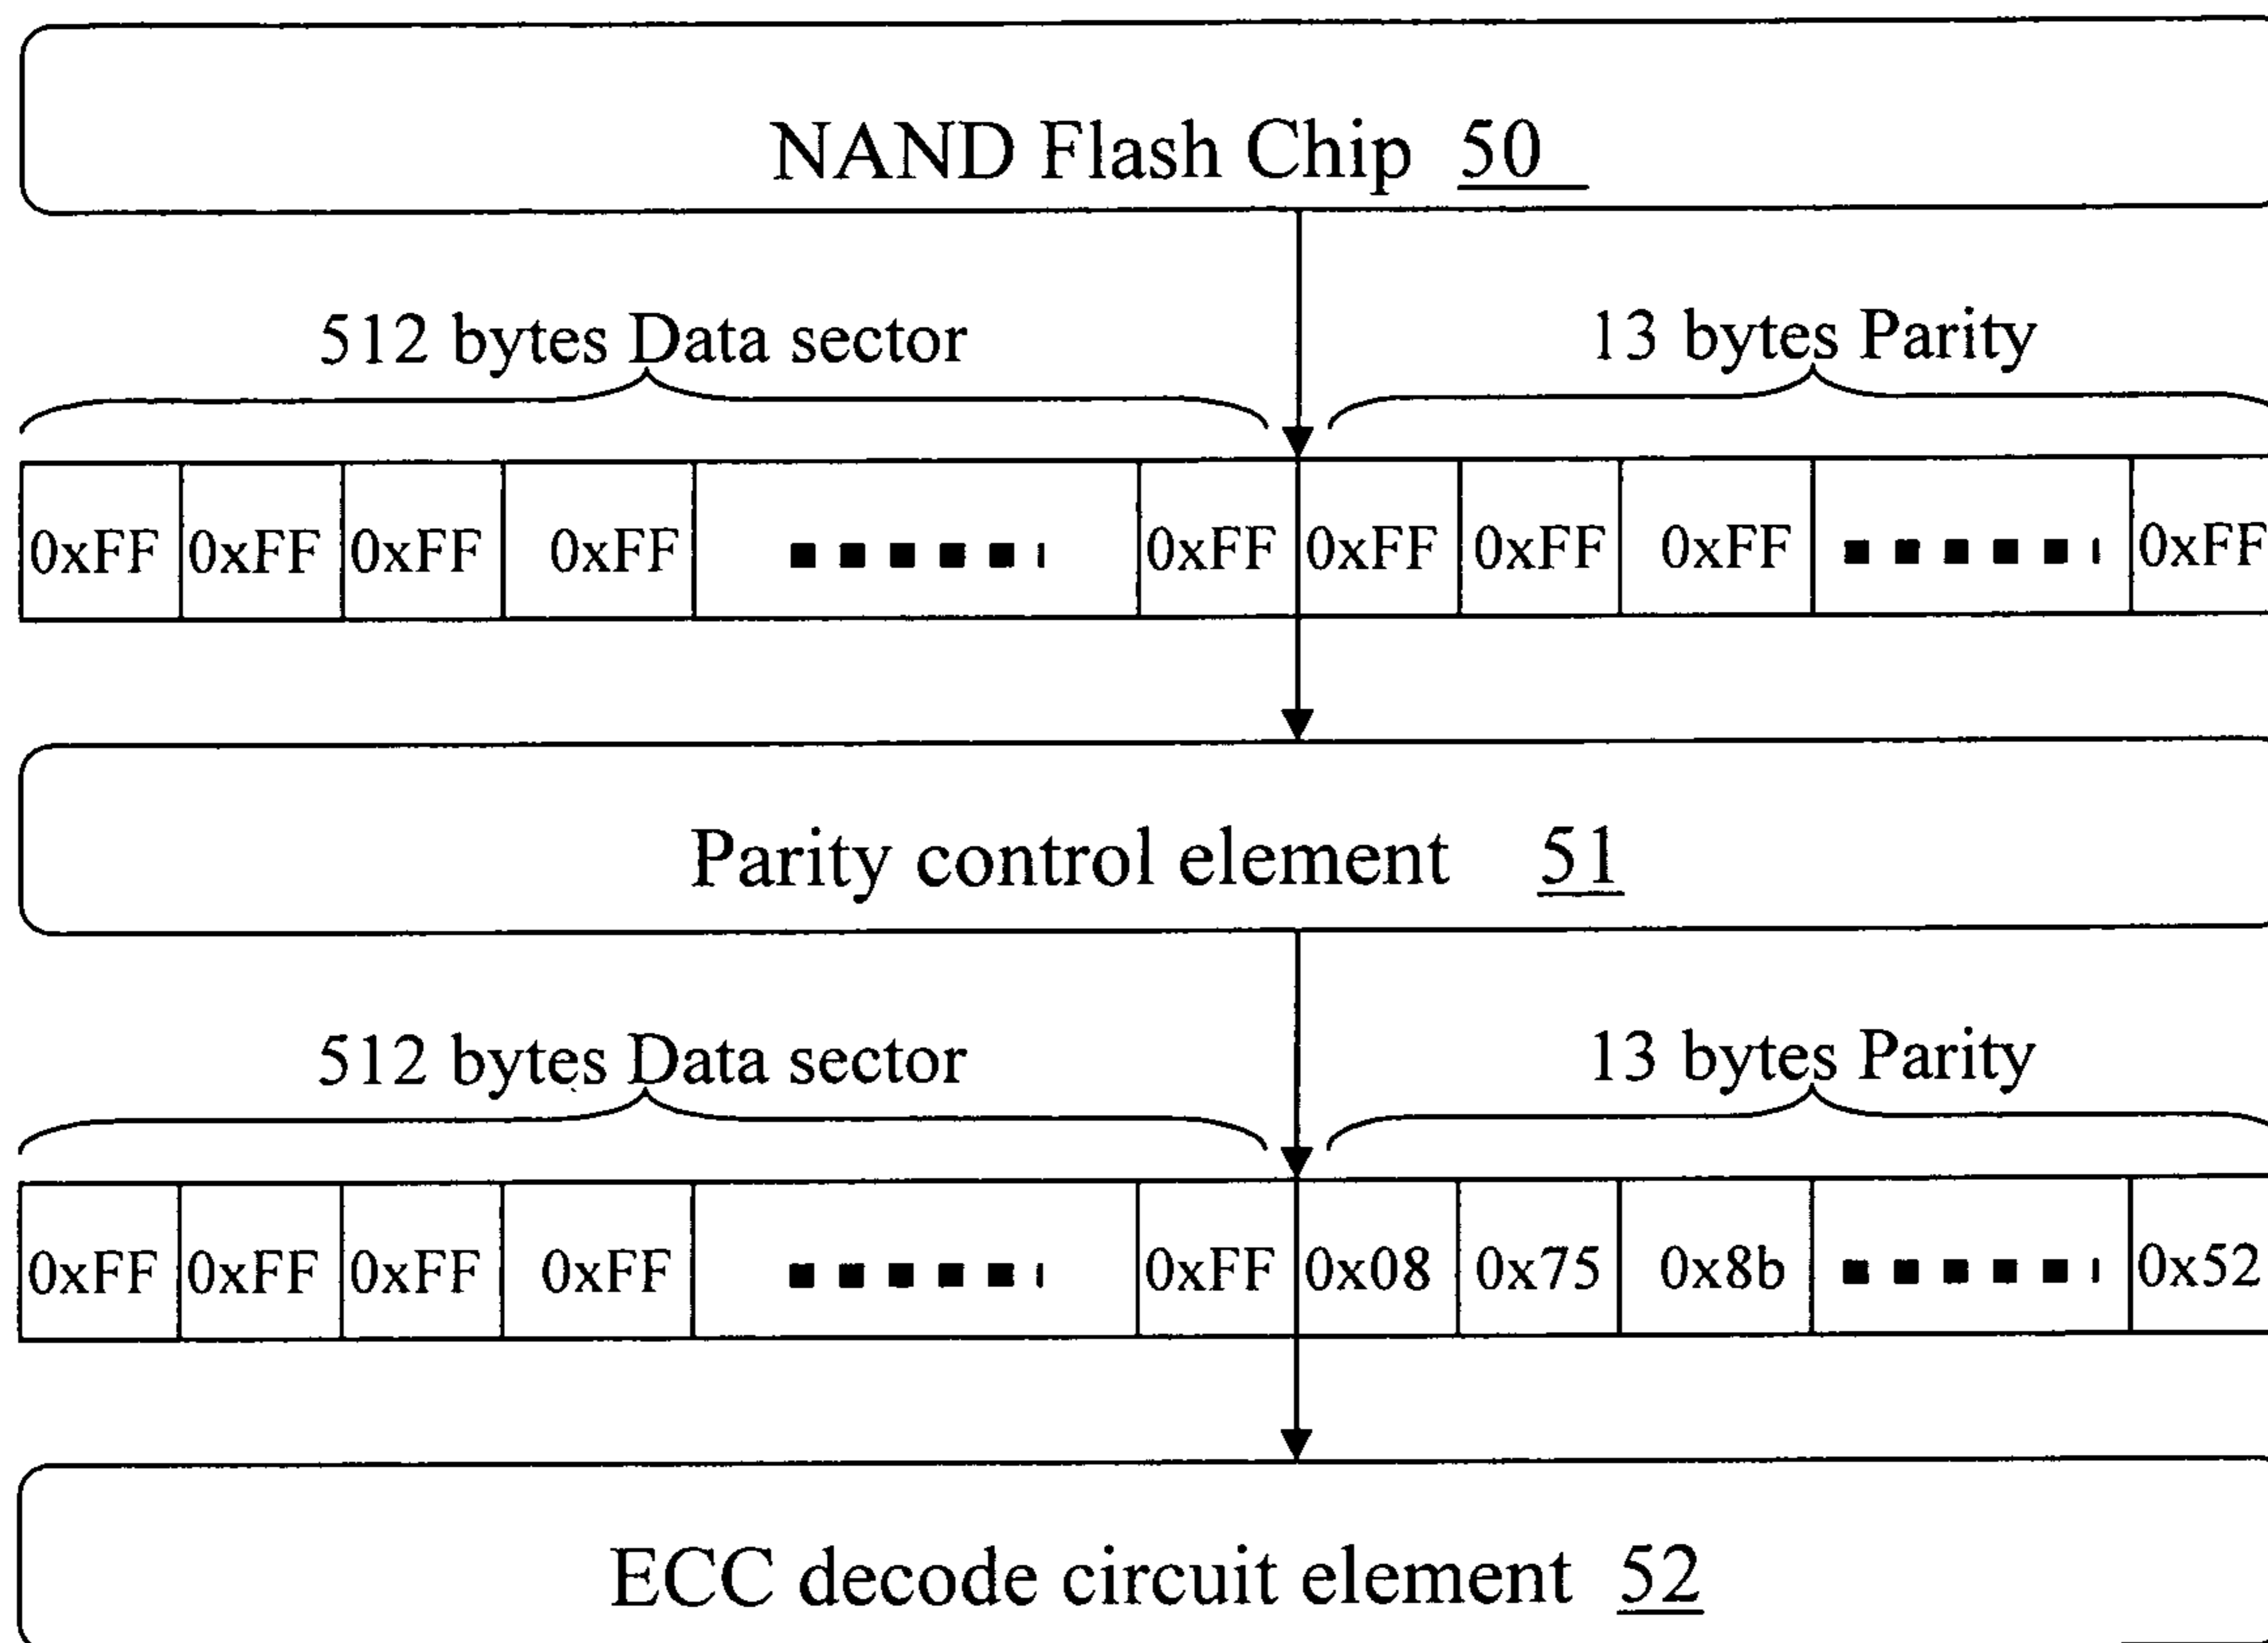 NAND Flash Chip 50
512 bytes Data sector 13 bytes Parity
0xFF 0xFF 0xFF 0xFF 0xFF 0xFF 0xFF 0xFF 0xFF
Parity control element 51
512 bytes Data sector 13 bytes Parity
0xFF 0xFF 0xFF 0xFF 0xFF 0x08 0x75 0x8b 0x52
ECC decode circuit element 52